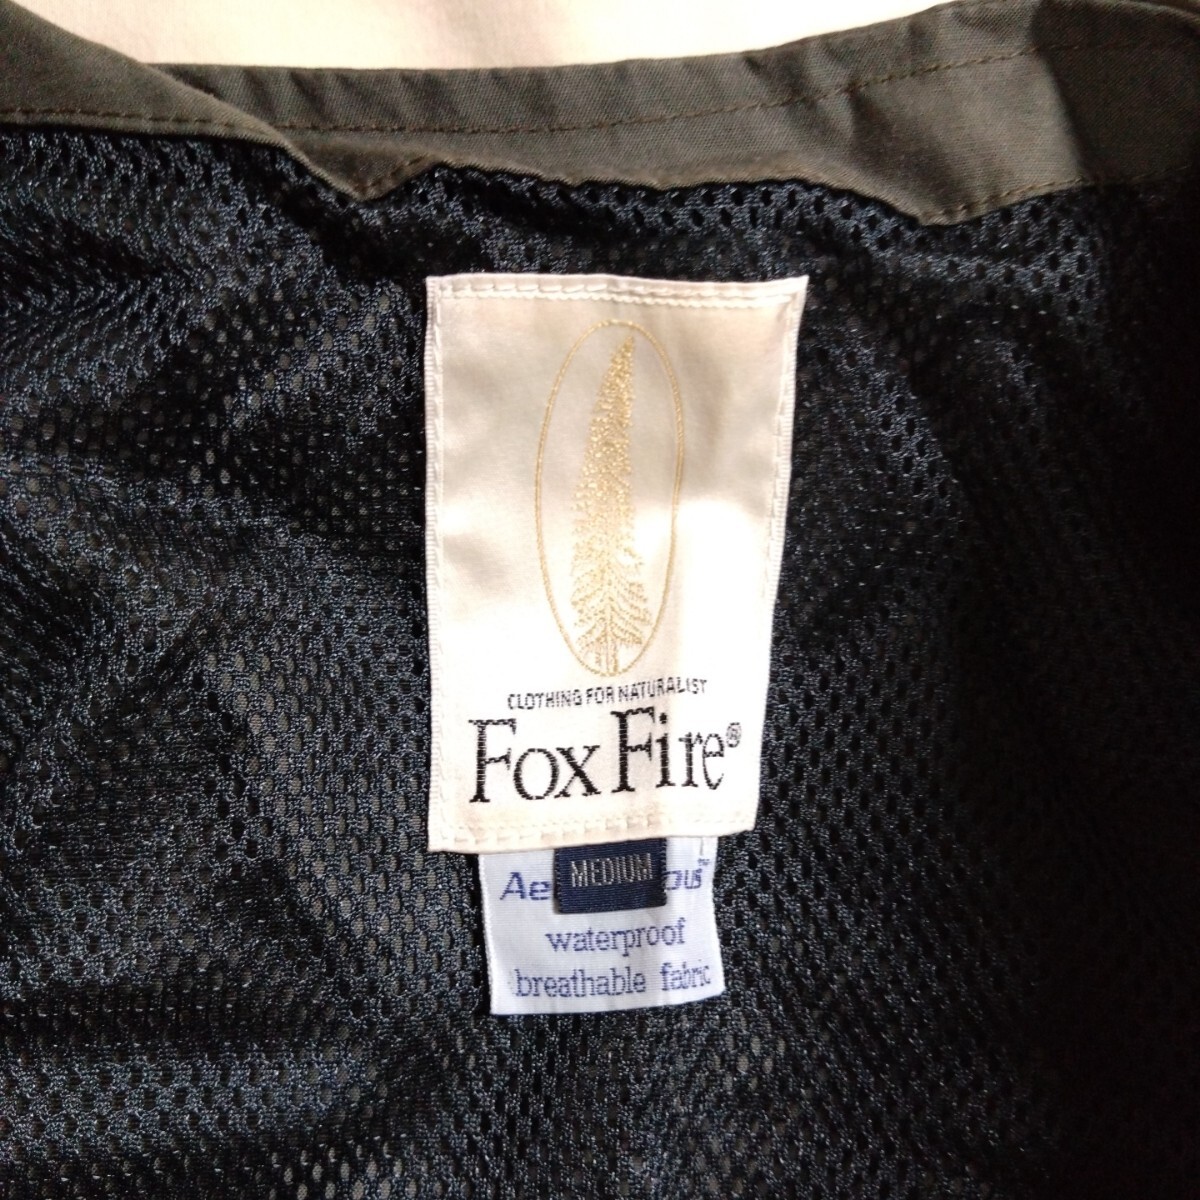 CLOTHING FOR NATURALIST
Fox Fire®
MEDIUM
waterproof
breathable fabric